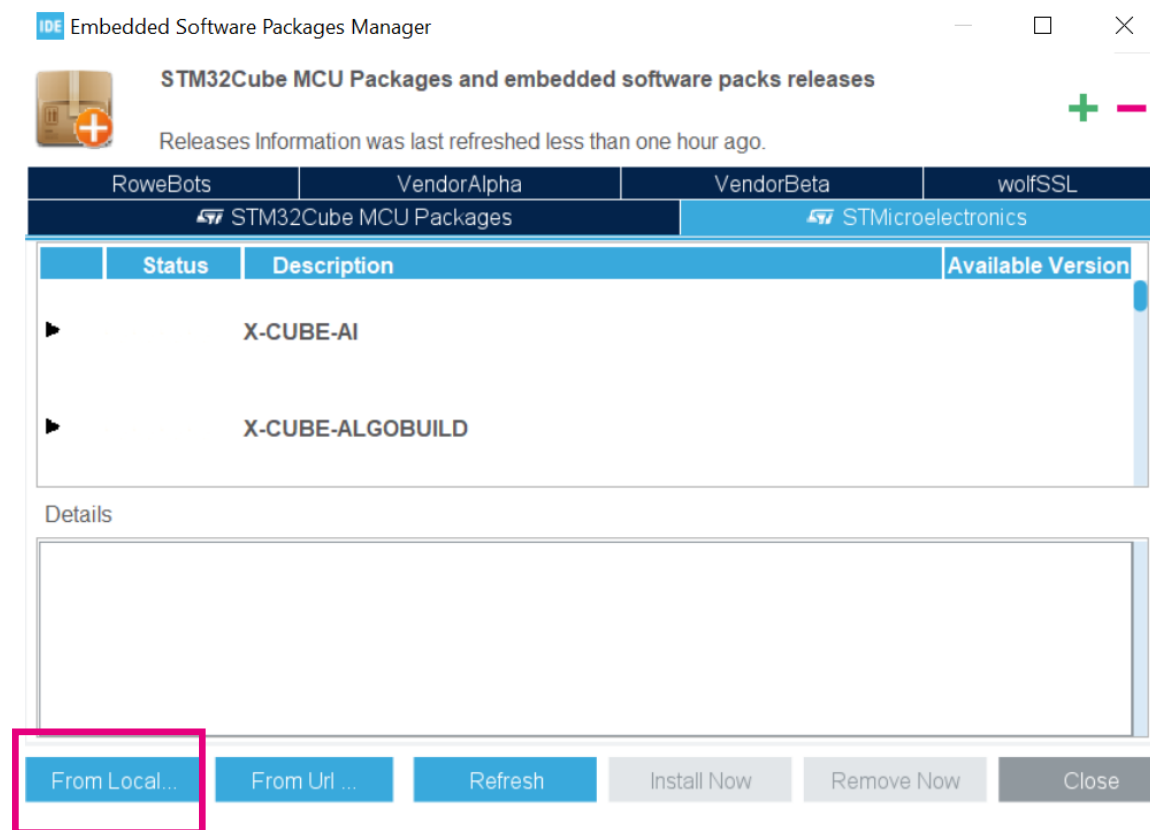 IDE Embedded Software Packages Manager
STM32Cube MCU Packages and embedded software packs releases
Releases Information was last refreshed less than one hour ago.
RoweBots VendorAlpha VendorBeta wolfSSL
STM32Cube MCU Packages STMicroelectronics
Status Description Available Version
X-CUBE-AI
X-CUBE-ALGOBUILD
Details
From Local... From Url ... Refresh Install Now Remove Now Close